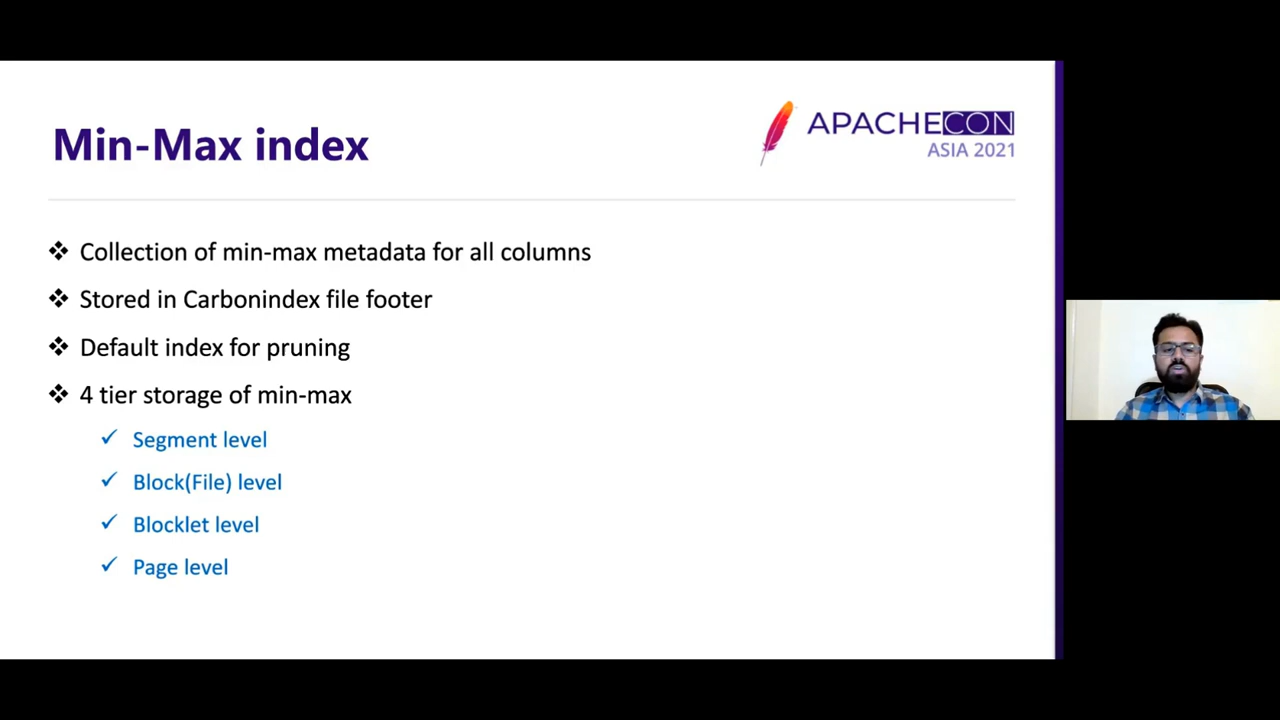 Min-Max index
APACHECON
ASIA 2021
❖ Collection of min-max metadata for all columns
❖ Stored in Carbonindex file footer
❖ Default index for pruning
❖ 4 tier storage of min-max
✓ Segment level
✓ Block(File) level
✓ Blocklet level
✓ Page level